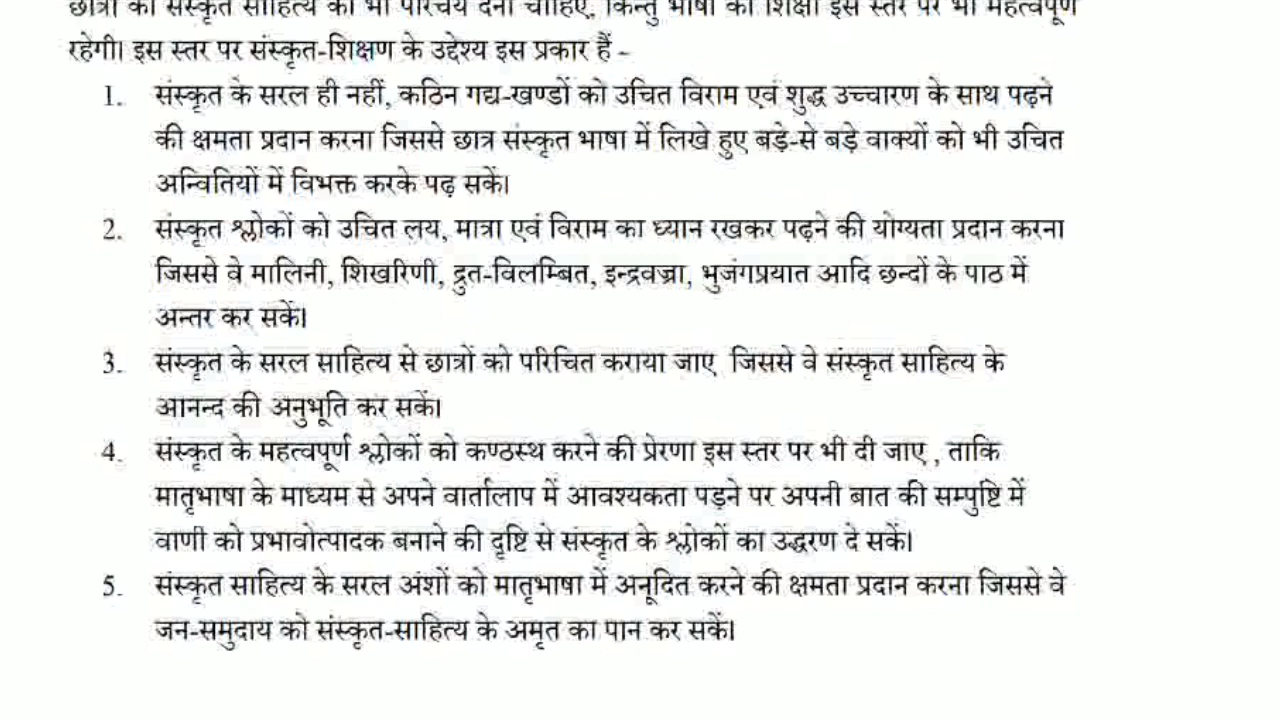 छात्रों को संस्कृत साहित्य का भी परिचय देना चाहिए, किन्तु भाषा की शिक्षा इस स्तर पर भी महत्वपूर्ण
रहेगी। इस स्तर पर संस्कृत-शिक्षण के उद्देश्य इस प्रकार हैं -
1. संस्कृत के सरल ही नहीं, कठिन गद्य-खण्डों को उचित विराम एवं शुद्ध उच्चारण के साथ पढ़ने
की क्षमता प्रदान करना जिससे छात्र संस्कृत भाषा में लिखे हुए बड़े-से बड़े वाक्यों को भी उचित
अन्वितियों में विभक्त करके पढ़ सकें।
2. संस्कृत श्लोकों को उचित लय, मात्रा एवं विराम का ध्यान रखकर पढ़ने की योग्यता प्रदान करना
जिससे वे मालिनी, शिखरिणी, द्रुत-विलम्बित, इन्द्रवज्रा, भुजंगप्रयात आदि छन्दों के पाठ में
अन्तर कर सकें।
3. संस्कृत के सरल साहित्य से छात्रों को परिचित कराया जाए जिससे वे संस्कृत साहित्य के
आनन्द की अनुभूति कर सकें।
4. संस्कृत के महत्वपूर्ण श्लोकों को कण्ठस्थ करने की प्रेरणा इस स्तर पर भी दी जाए , ताकि
मातृभाषा के माध्यम से अपने वार्तालाप में आवश्यकता पड़ने पर अपनी बात की सम्पुष्टि में
वाणी को प्रभावोत्पादक बनाने की दृष्टि से संस्कृत के श्लोकों का उद्धरण दे सकें।
5. संस्कृत साहित्य के सरल अंशों को मातृभाषा में अनूदित करने की क्षमता प्रदान करना जिससे वे
जन-समुदाय को संस्कृत-साहित्य के अमृत का पान कर सकें।